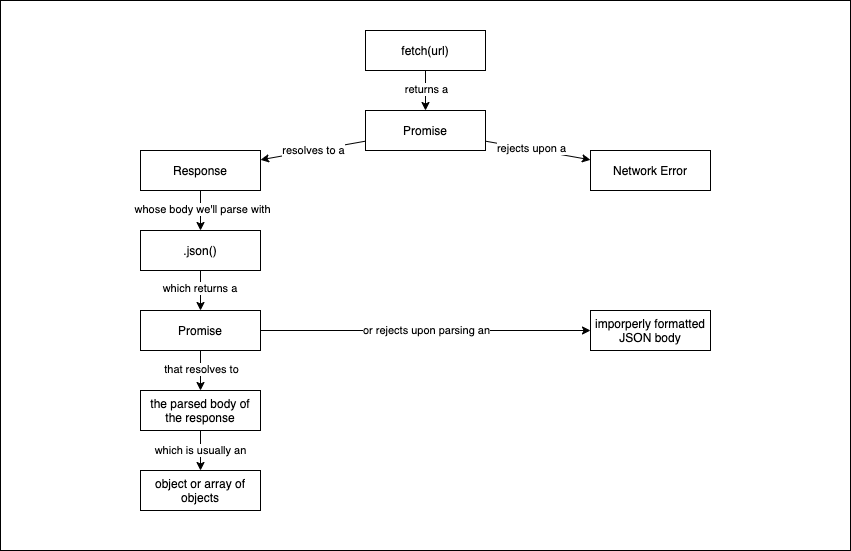 fetch(url)
returns a
Promise
resolves to a
rejects upon a
Response
Network Error
whose body we'll parse with
.json()
which returns a
Promise
or rejects upon parsing an
imporperly formatted
JSON body
that resolves to
the parsed body of
the response
which is usually an
object or array of
objects